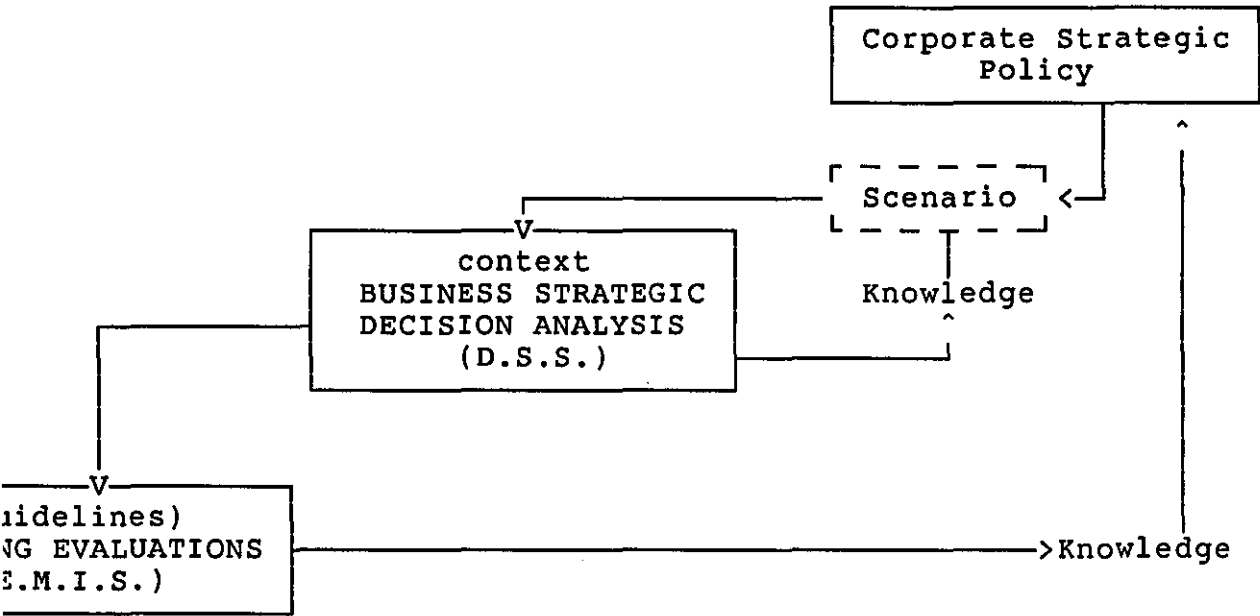 Corporate Strategic
Policy
Scenario
context
BUSINESS STRATEGIC
DECISION ANALYSIS
(D.S.S.)
Knowledge
EVALUATIONS
Knowledge